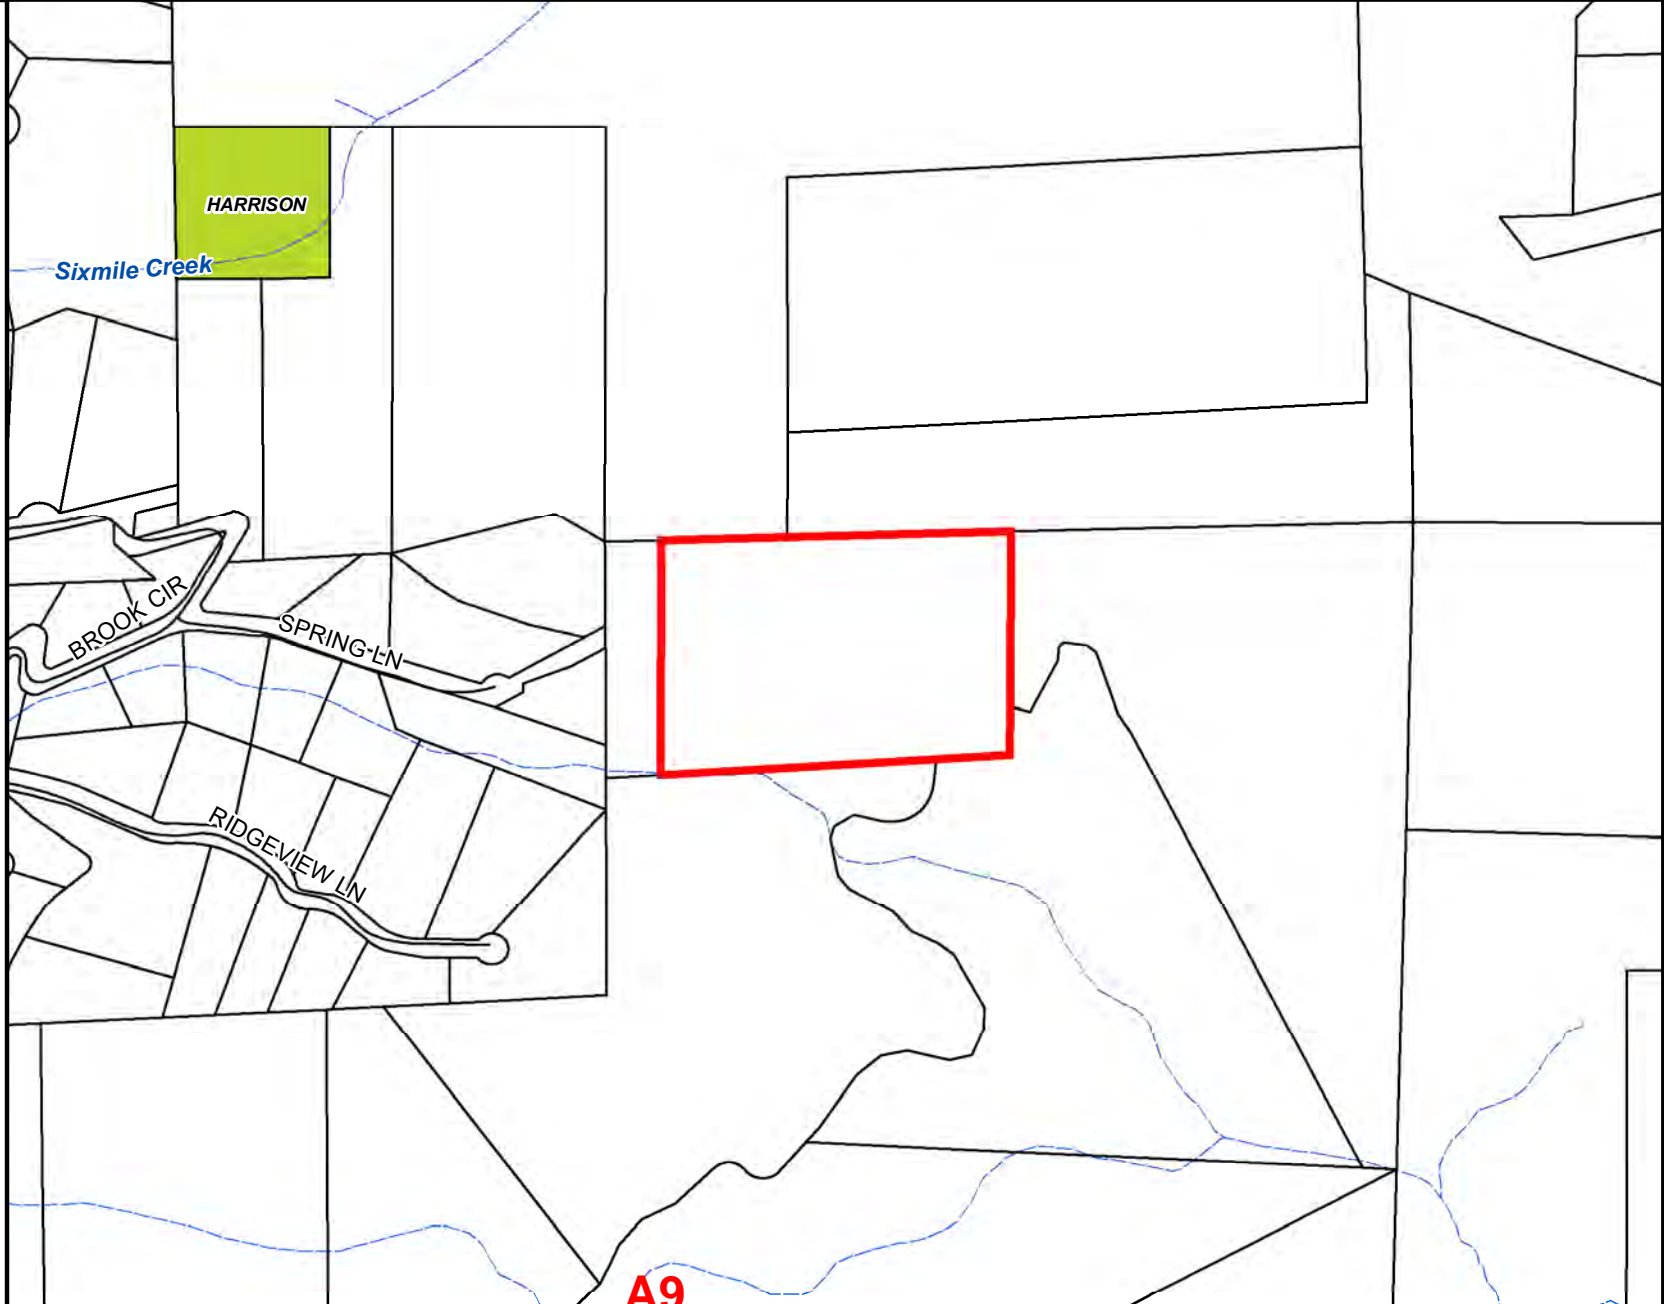 HARRISON
Sixmile Creek
BROOK CIR
SPRING LN
RIDGEVIEW LN
A9